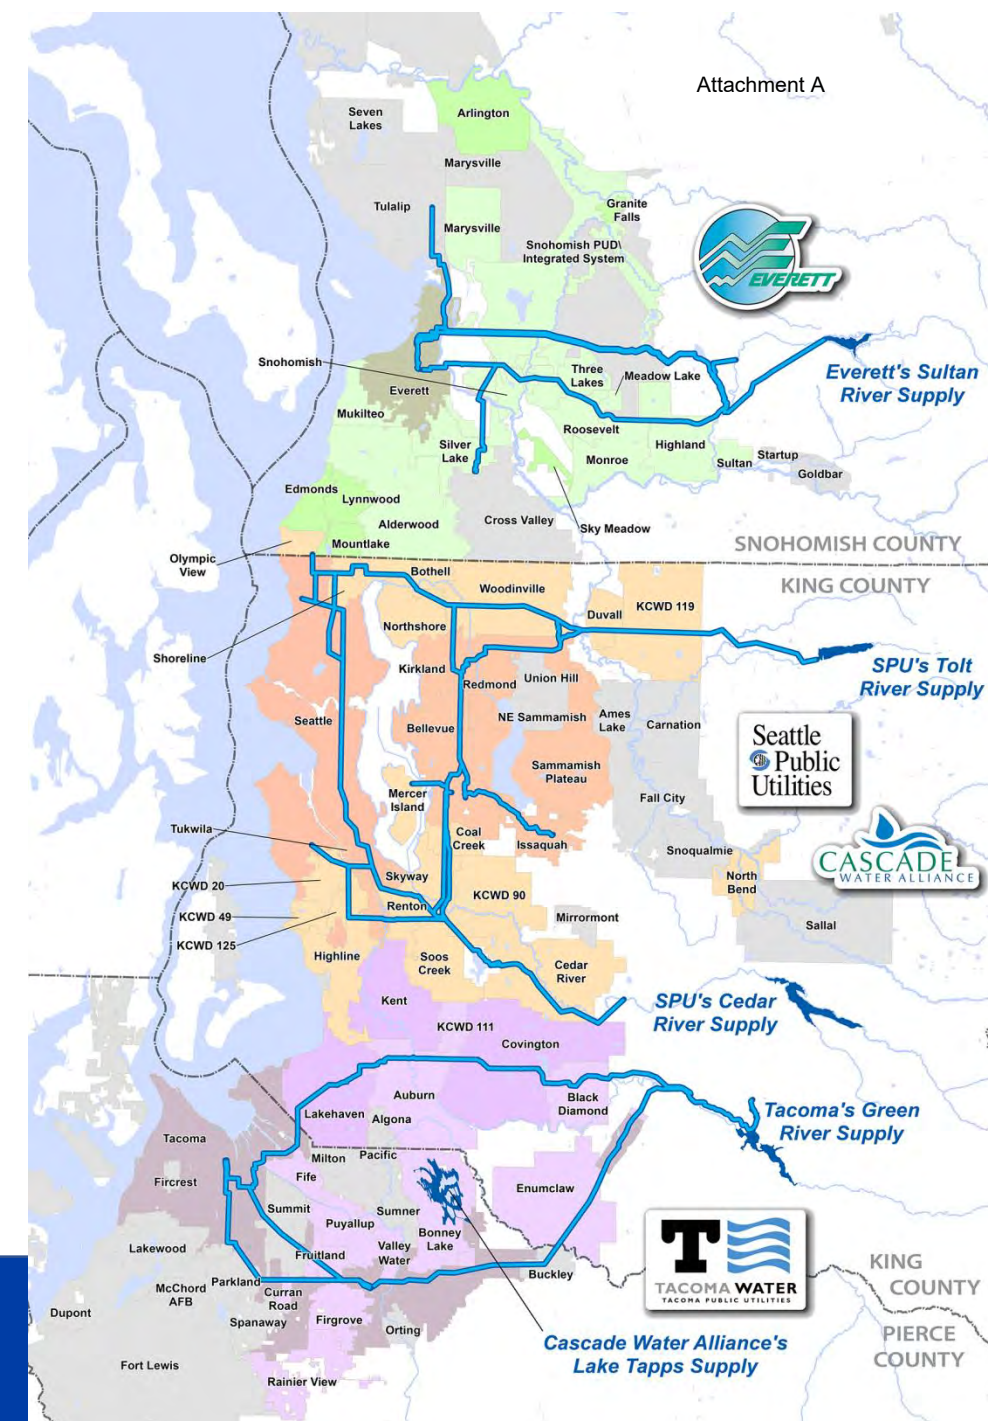 Attachment A
Seven
Lakes
Arlington
Marysville
Tulalip
Marysville
Granite
Falls
Snohomish PUD\
Integrated System
EVERETT
Snohomish
Everett
Three
Lakes
Meadow Lake
Everett's Sultan
River Supply
Mukilteo
Roosevelt
Silver
Lake
Monroe
Highland
Sultan
Startup
Goldbar
Edmonds
Lynnwood
Alderwood
Cross Valley
Sky Meadow
Mountlake
SNOHOMISH COUNTY
KING COUNTY
Olympic
View
Bothell
Woodinville
Duvall
KCWD 119
Northshore
Shoreline
Kirkland
Redmond
Union Hill
SPU's Tolt
River Supply
Seattle
Bellevue
NE Sammamish
Ames
Lake
Carnation
Seattle
Public
Utilities
Sammamish
Plateau
Mercer
Island
Fall City
Tukwila
Coal
Creek
Issaquah
Snoqualmie
CASCADE
WATER ALLIANCE
KCWD 20
Skyway
North
Bend
KCWD 49
Renton
KCWD 90
Mirrormont
Sallal
KCWD 125
Highline
Soos
Creek
Cedar
River
Kent
SPU's Cedar
River Supply
KCWD 111
Covington
Auburn
Black
Diamond
Lakehaven
Algona
Tacoma's Green
River Supply
Tacoma
Milton
Pacific
Fircrest
Fife
Enumclaw
Summit
Sumner
Puyallup
Bonney
Lake
Lakewood
Fruitland
Valley
Water
T
TACOMA WATER
TACOMA PUBLIC UTILITIES
KING
COUNTY
McChord
AFB
Parkland
Curran
Road
Buckley
Dupont
Spanaway
Firgrove
Orting
PIERCE
COUNTY
Fort Lewis
Cascade Water Alliance's
Lake Tapps Supply
Rainier View